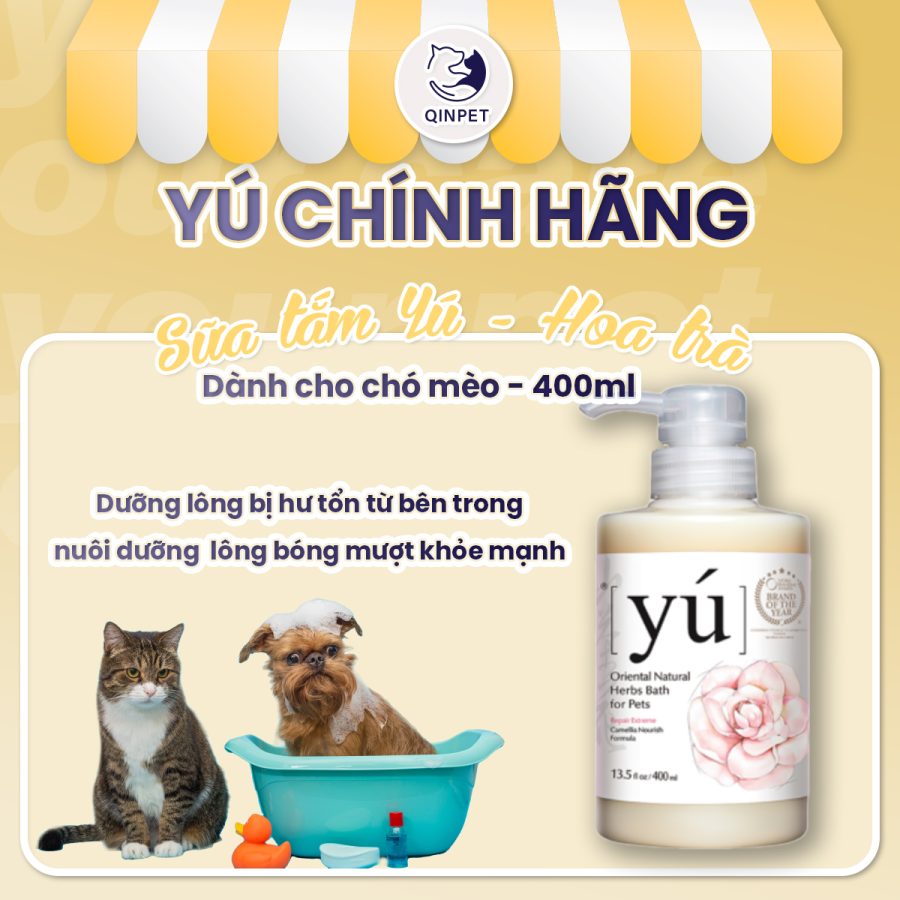 QINPET
YÚ CHÍNH HÃNG
Sữa tắm Yú - Hoa trà
Dành cho chó mèo - 400ml
Dưỡng lông bị hư tổn từ bên trong
nuôi dưỡng lông bóng mượt khỏe mạnh
[yú]
BRAND
OF THE
YEAR
Oriental Natural
Herbs Bath
for Pets
Repair Extreme
Camellia Nourish
Formula
13.5 fl oz/400 ml